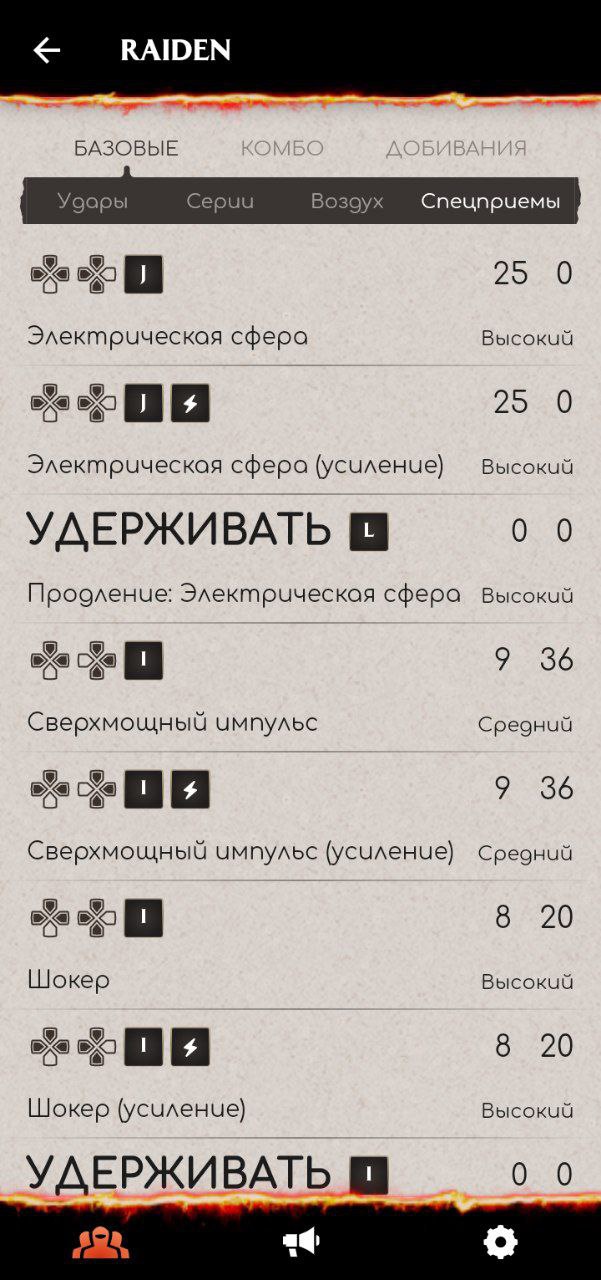 RAIDEN
БАЗОВЫЕ КОМБО ДОБИВАНИЯ
Удары Серии Воздух Спецприемы
J 25 0
Электрическая сфера Высокий
J 25 0
Электрическая сфера (усиление) Высокий
УДЕРЖИВАТЬ L 0 0
Продление: Электрическая сфера Высокий
I 9 36
Сверхмощный импульс Средний
I 9 36
Сверхмощный импульс (усиление) Средний
I 8 20
Шокер Высокий
I 8 20
Шокер (усиление) Высокий
УДЕРЖИВАТЬ I 0 0